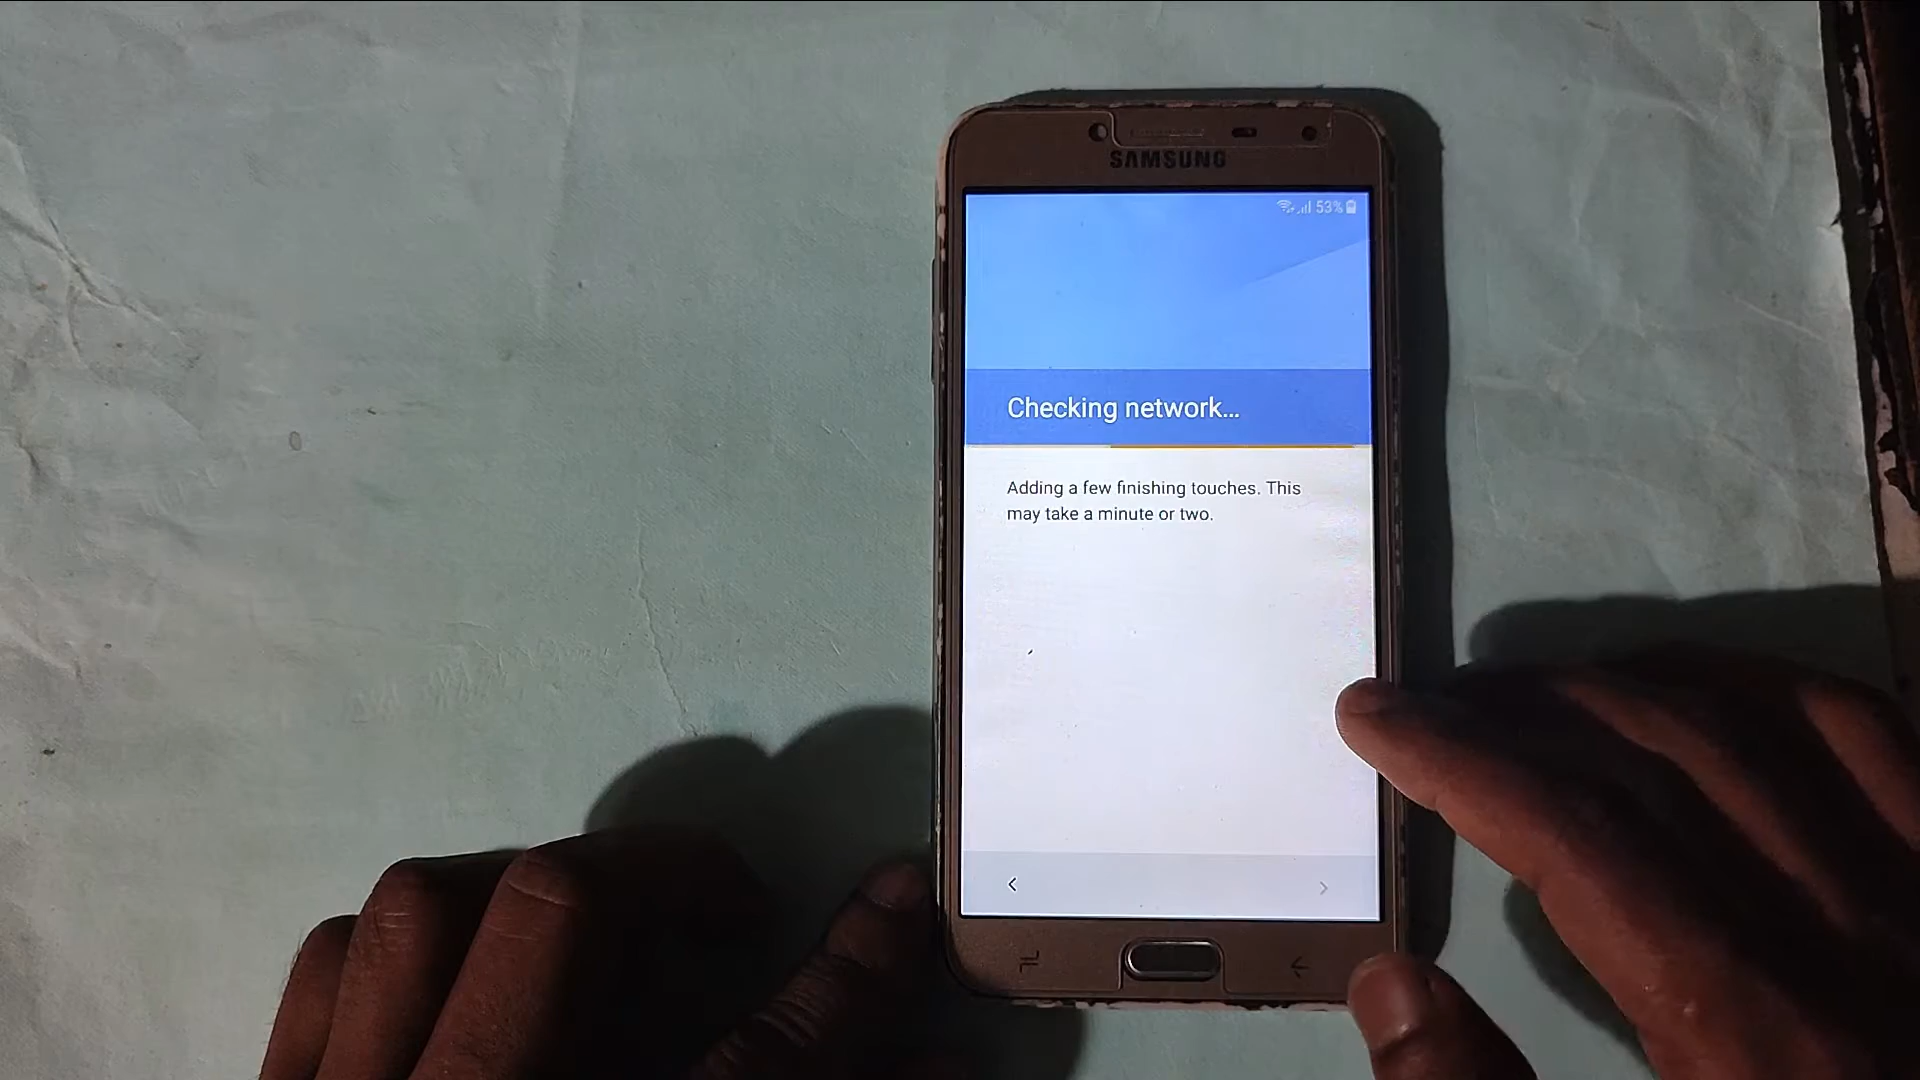 SAMSUNG
53%
Checking network...
Adding a few finishing touches. This
may take a minute or two.